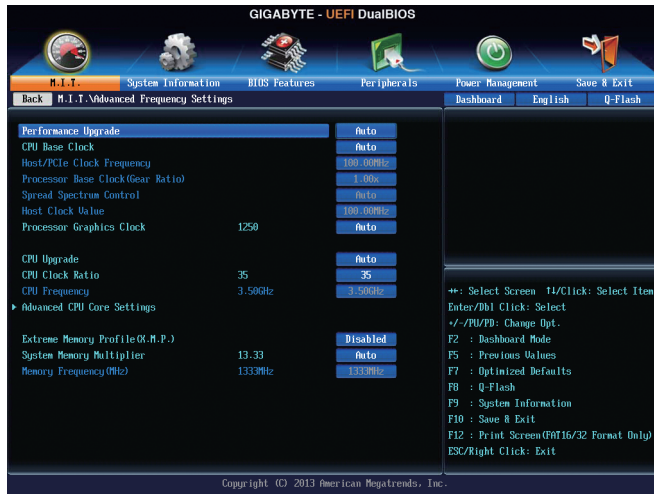 GIGABYTE - UEFI DualBIOS
M.I.T. System Information BIOS Features Peripherals Power Management Save & Exit
Back M.I.T.\Advanced Frequency Settings Dashboard English Q-Flash
Performance Upgrade Auto
CPU Base Clock Auto
Host/PCIe Clock Frequency 100.00MHz
Processor Base Clock(Gear Ratio) 1.00x
Spread Spectrum Control Auto
Host Clock Value 100.00MHz
Processor Graphics Clock 1250 Auto
CPU Upgrade Auto
CPU Clock Ratio 35 35
CPU Frequency 3.50GHz 3.50GHz
Advanced CPU Core Settings
Extreme Memory Profile(X.M.P.) Disabled
System Memory Multiplier 13.33 Auto
Memory Frequency(MHz) 1333MHz 1333MHz
→←: Select Screen ↑↓/Click: Select Item
Enter/Dbl Click: Select
+/-/PU/PD: Change Opt.
F2 : Dashboard Mode
F5 : Previous Values
F7 : Optimized Defaults
F8 : Q-Flash
F9 : System Information
F10 : Save & Exit
F12 : Print Screen(FAT16/32 Format Only)
ESC/Right Click: Exit
Copyright (C) 2013 American Megatrends, Inc.